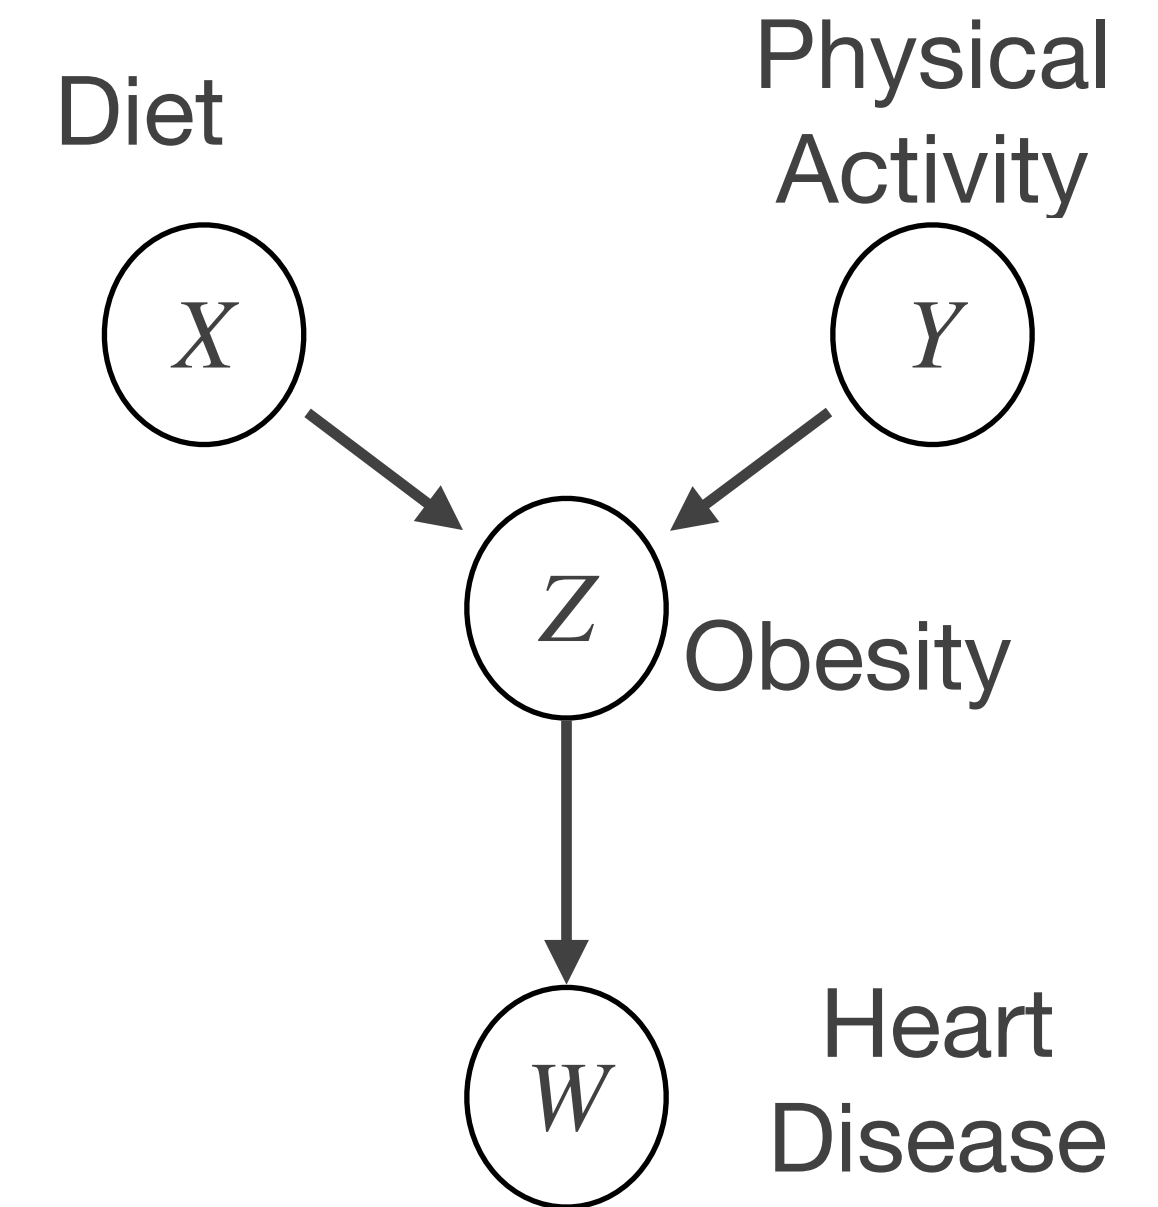 Diet
Physical
Activity
X
Y
Z
Obesity
W
Heart
Disease